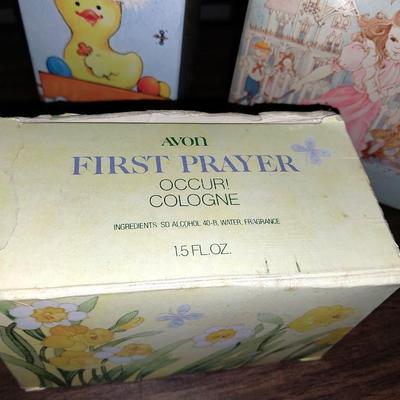 AVON
FIRST PRAYER
OCCUR!
COLOGNE
INGREDIENTS: SD ALCOHOL 40-B, WATER, FRAGRANCE
1.5 FL.OZ.